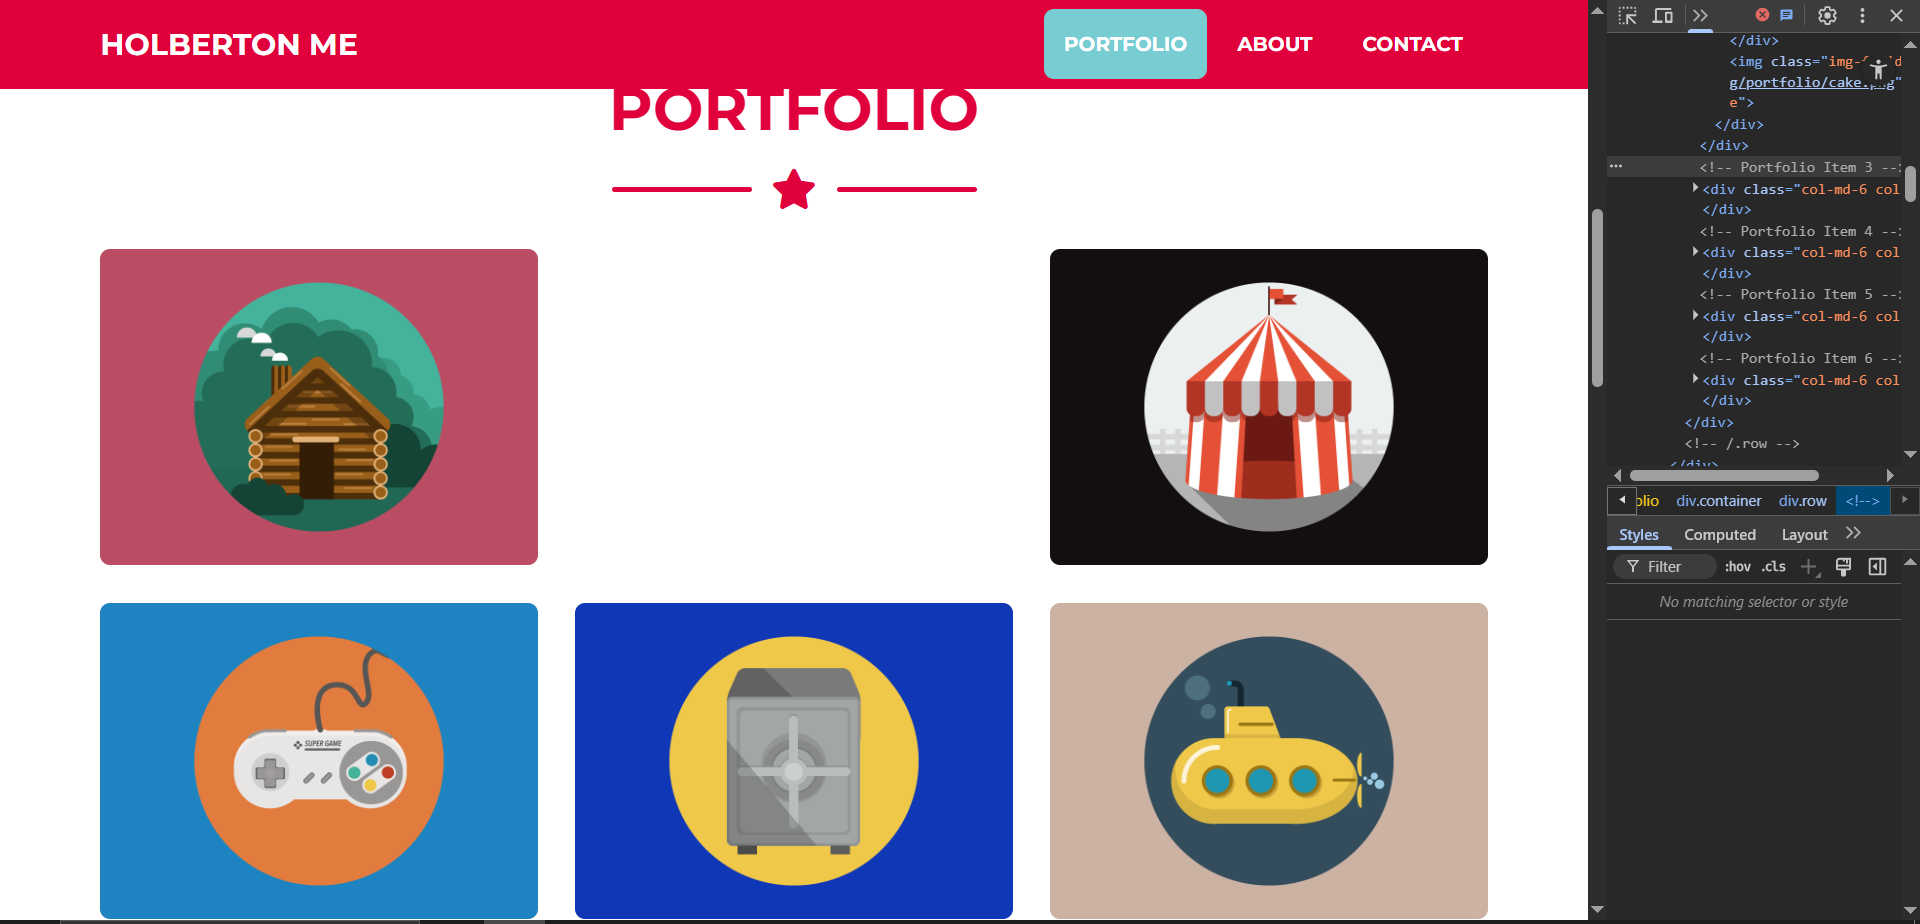 HOLBERTON ME
PORTFOLIO
ABOUT
CONTACT
PORTFOLIO
SUPER GAME
</div>
<img class="img-
g/portfolio/cake.
e">
</div>
</div>
<!-- Portfolio Item 3 --
<div class="col-md-6 col
</div>
<!-- Portfolio Item 4 --
<div class="col-md-6 col
</div>
<!-- Portfolio Item 5 --
<div class="col-md-6 col
</div>
<!-- Portfolio Item 6 --
<div class="col-md-6 col
</div>
</div>
<!-- /.row -->
</div>
olio div.container div.row <!-->
Styles Computed Layout
Filter :hov .cls
No matching selector or style